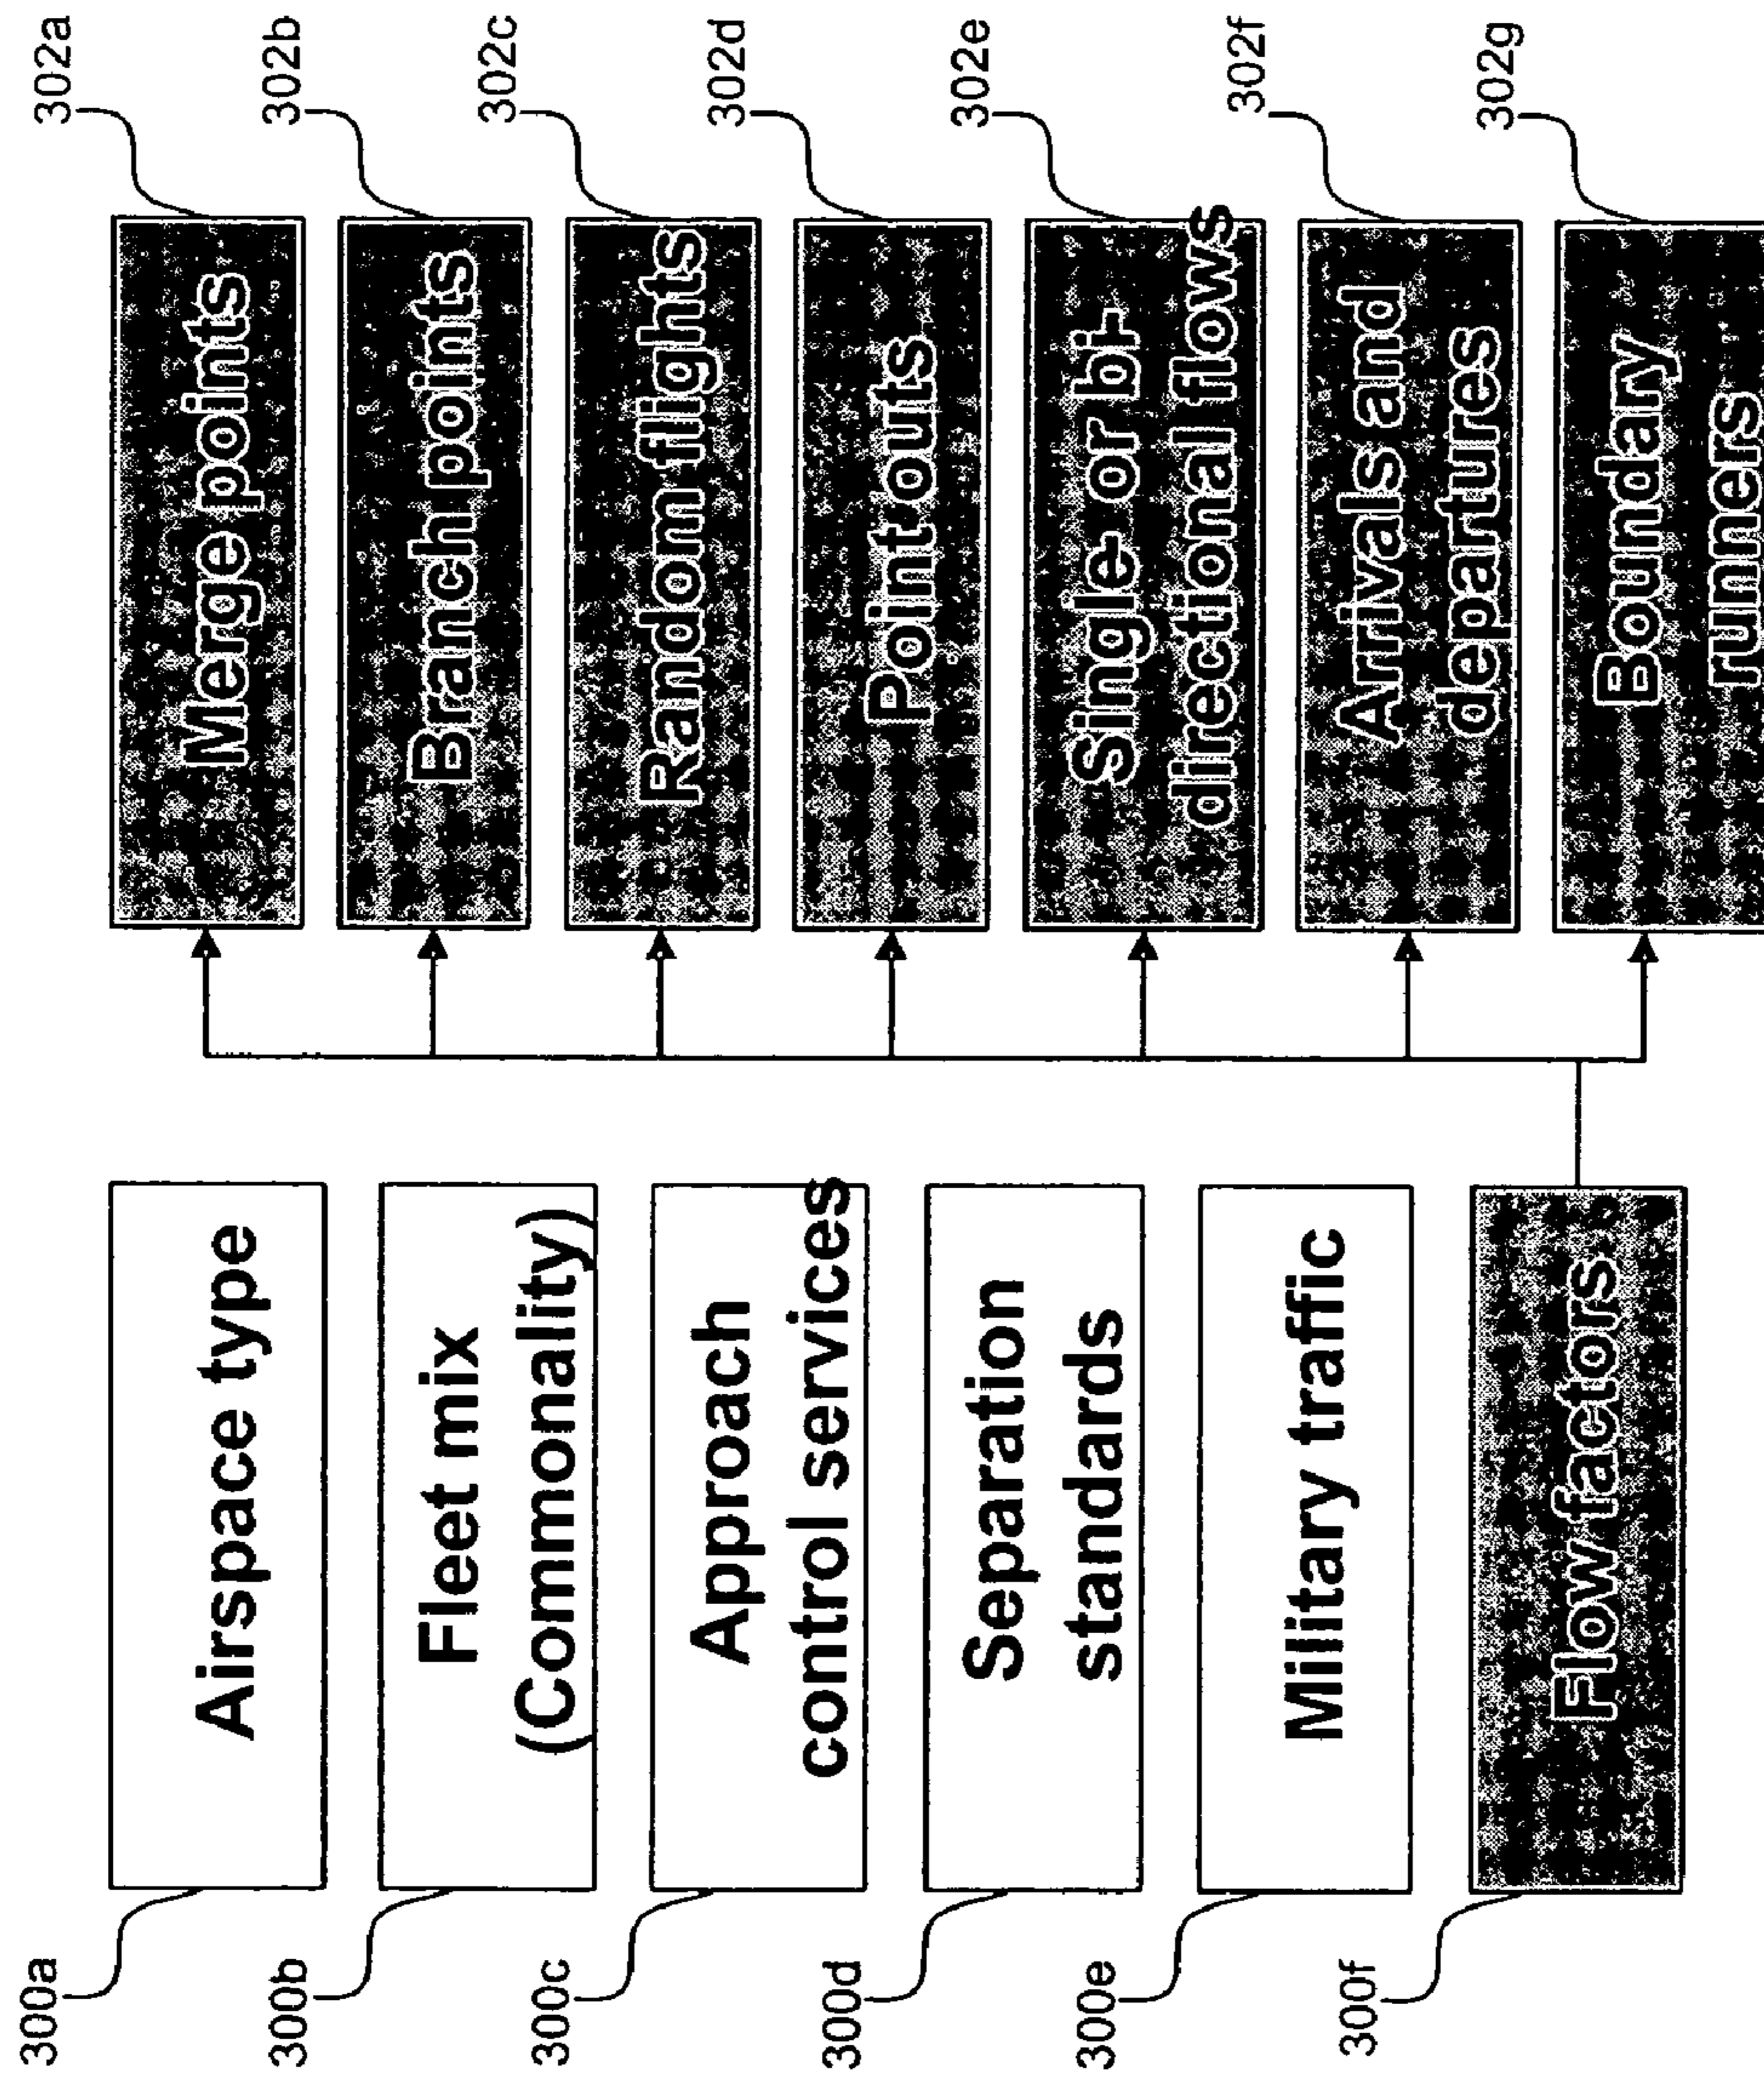 300a
Airspace type
300b
Fleet mix
(Commonality)
300c
Approach
control services
300d
Separation
standards
300e
Military traffic
300f
Flow factors
302a
Merge points
302b
Branch points
302c
Random flights
302d
Point outs
302e
Single- or bi-
directional flows
302f
Arrivals and
departures
302g
Boundary
runners